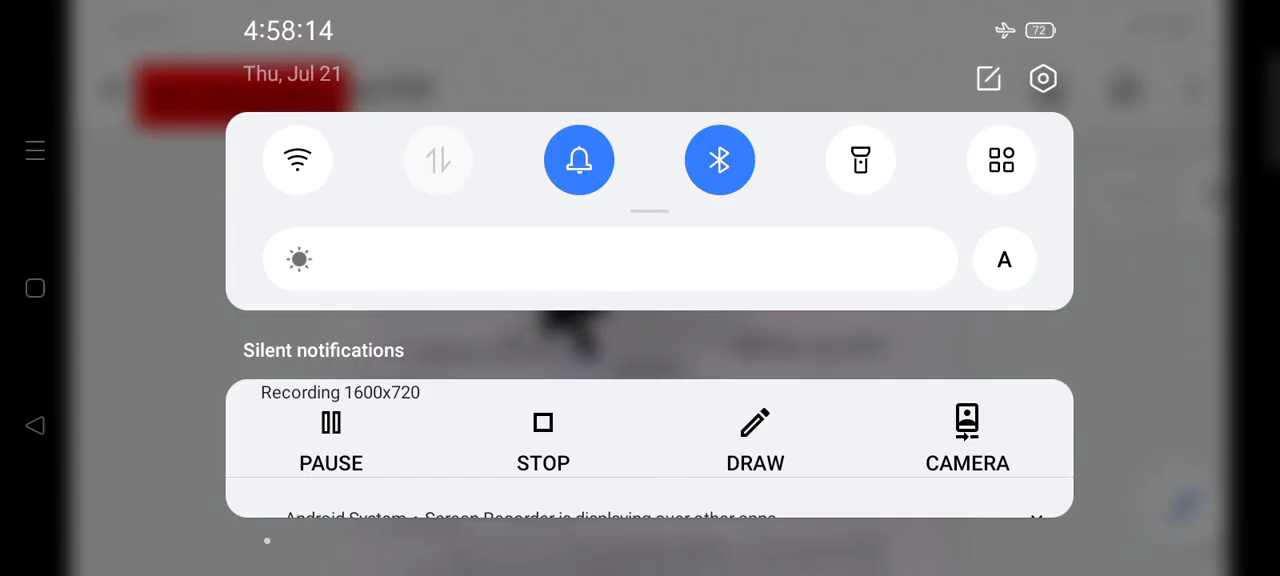 4:58:14
72
Thu, Jul 21
A
Silent notifications
Recording 1600x720
PAUSE STOP DRAW CAMERA
Android System • Screen Recorder is displaying over other apps